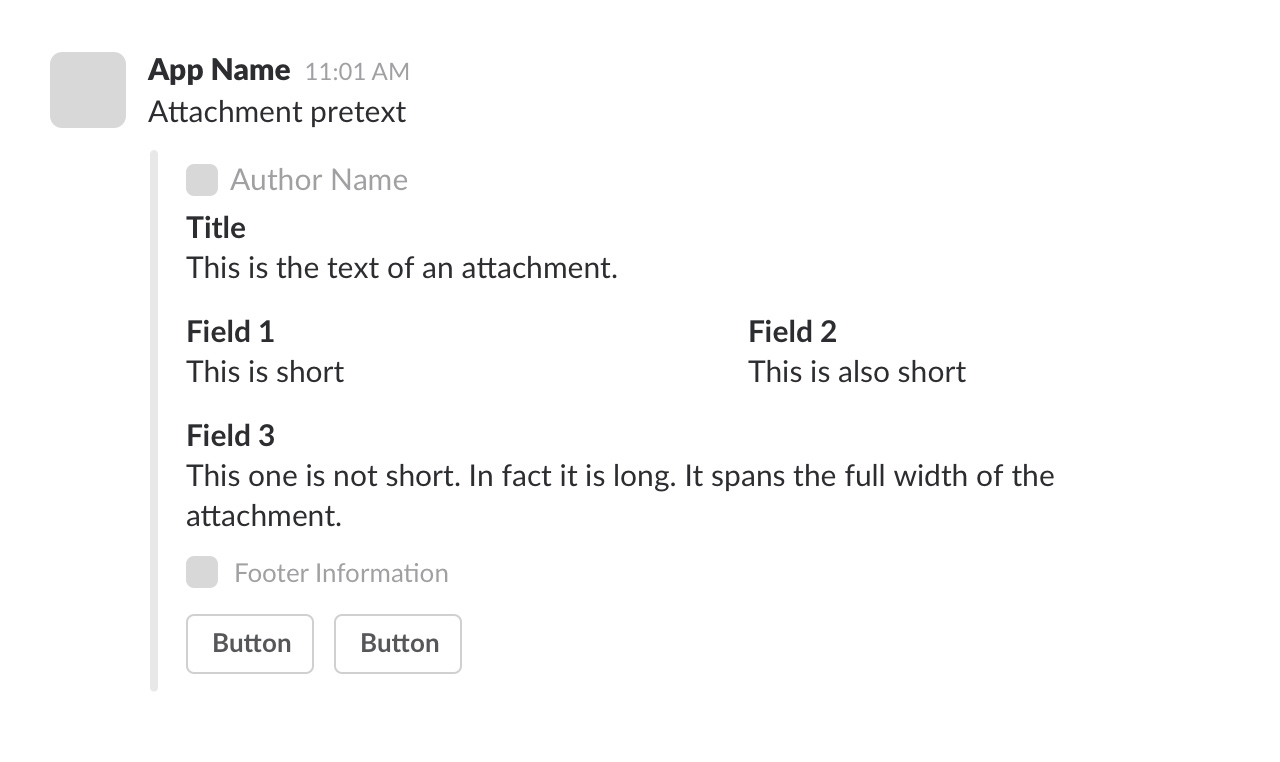 App Name 11:01 AM
Attachment pretext
Author Name
Title
This is the text of an attachment.
Field 1 Field 2
This is short This is also short
Field 3
This one is not short. In fact it is long. It spans the full width of the
attachment.
Footer Information
Button Button